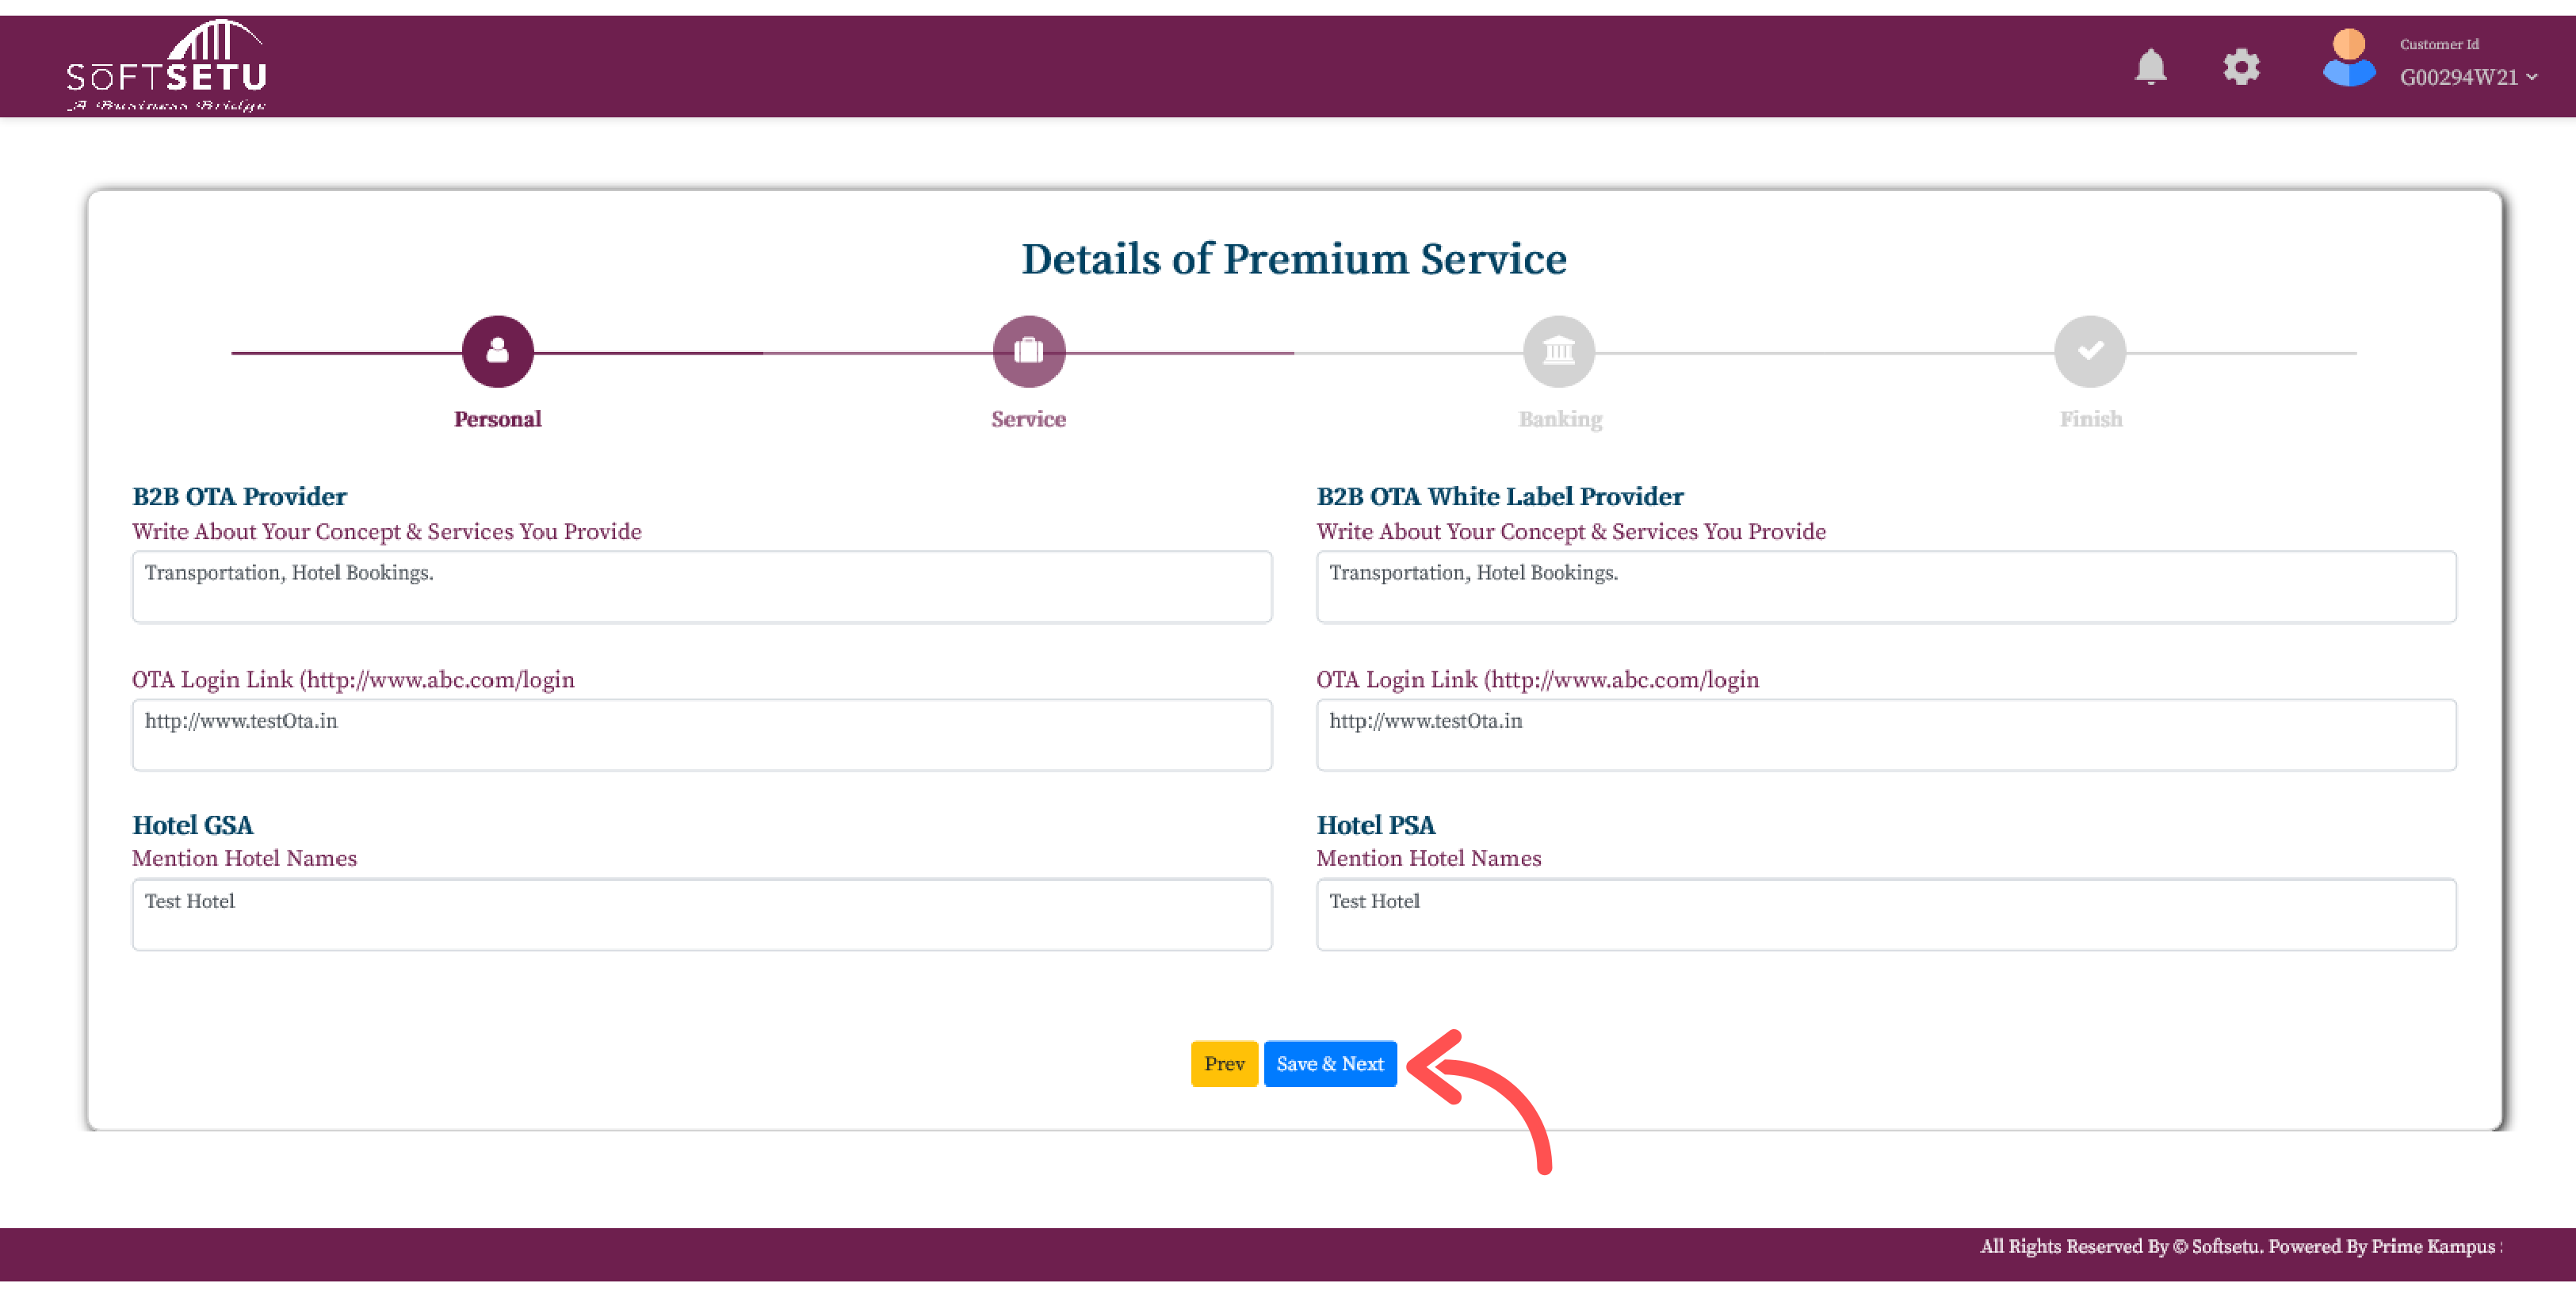 SōFTSETU
A Business Bridge
Customer Id
G00294W21
Details of Premium Service
Personal
Service
Banking
Finish
B2B OTA Provider
Write About Your Concept & Services You Provide
Transportation, Hotel Bookings.
OTA Login Link (http://www.abc.com/login
http://www.testOta.in
Hotel GSA
Mention Hotel Names
Test Hotel
B2B OTA White Label Provider
Write About Your Concept & Services You Provide
Transportation, Hotel Bookings.
OTA Login Link (http://www.abc.com/login
http://www.testOta.in
Hotel PSA
Mention Hotel Names
Test Hotel
Prev
Save & Next
All Rights Reserved By © Softsetu. Powered By Prime Kampus